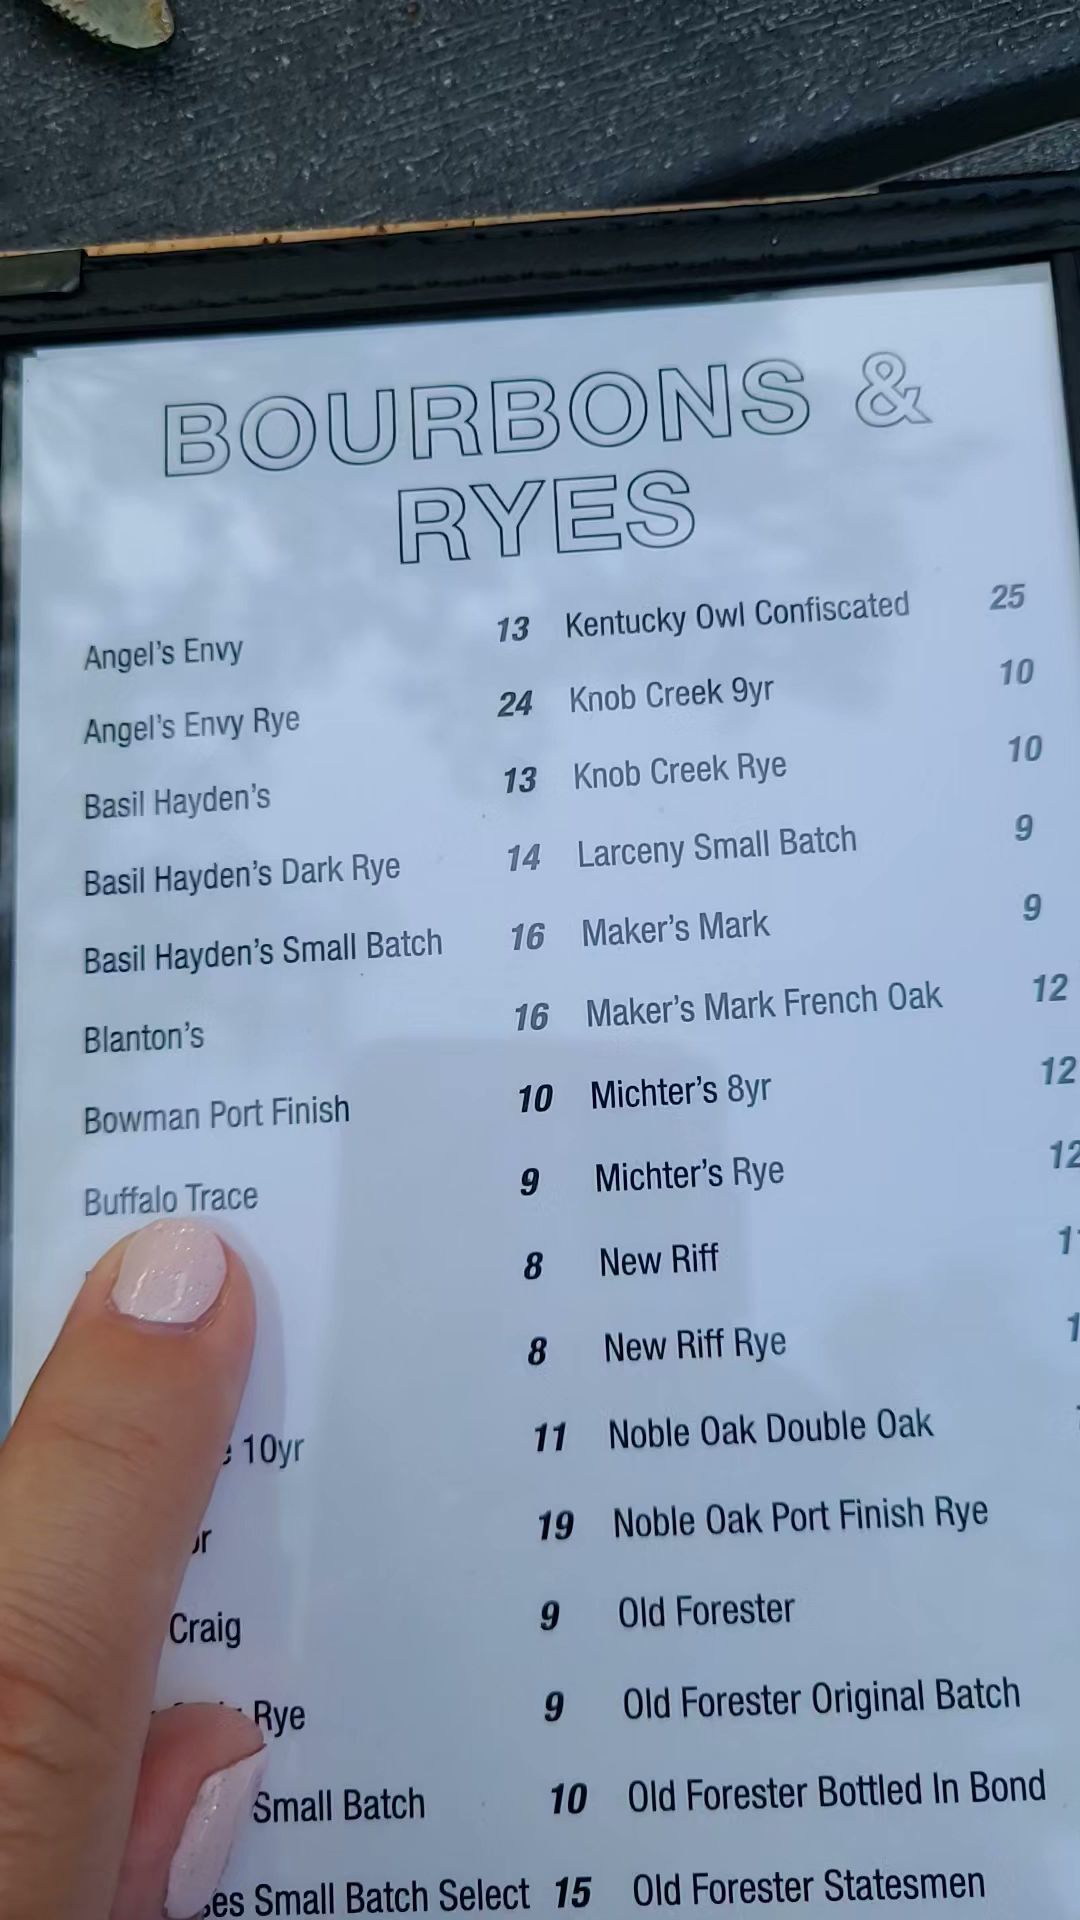 BOURBONS &
RYES
Angel's Envy 13 Kentucky Owl Confiscated 25
Angel's Envy Rye 24 Knob Creek 9yr 10
Basil Hayden's 13 Knob Creek Rye 10
Basil Hayden's Dark Rye 14 Larceny Small Batch 9
Basil Hayden's Small Batch 16 Maker's Mark 9
Blanton's 16 Maker's Mark French Oak 12
Bowman Port Finish 10 Michter's 8yr 12
Buffalo Trace 9 Michter's Rye 12
8 New Riff
8 New Riff Rye
10yr 11 Noble Oak Double Oak
19 Noble Oak Port Finish Rye
Craig 9 Old Forester
Rye 9 Old Forester Original Batch
Small Batch 10 Old Forester Bottled In Bond
Small Batch Select 15 Old Forester Statesmen